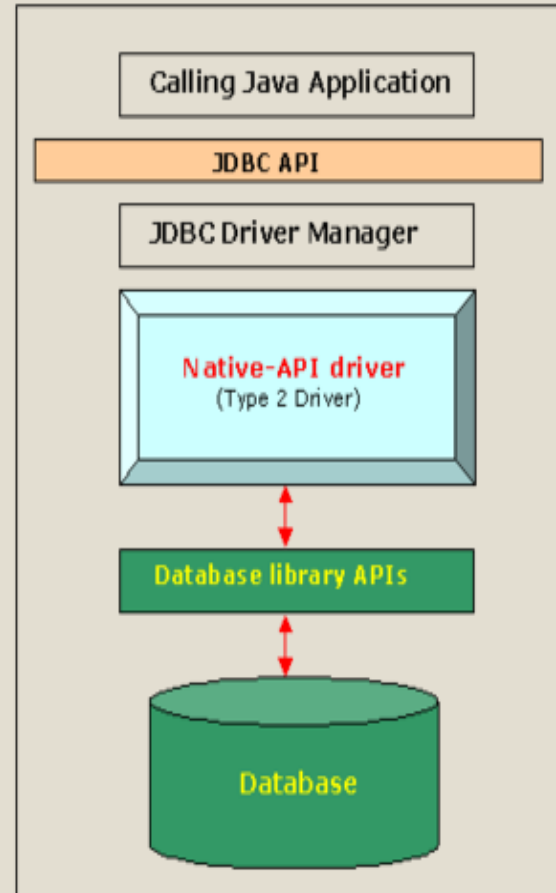 Calling Java Application
JDBC API
JDBC Driver Manager
Native-API driver
(Type 2 Driver)
Database library APIs
Database